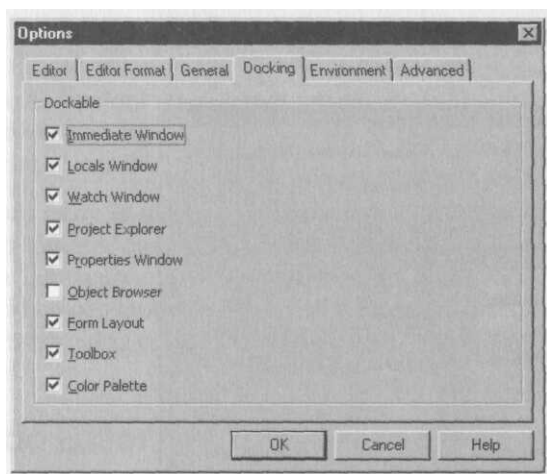 Options
Editor Editor Format General Docking Environment Advanced
Dockable
Immediate Window
Locals Window
Watch Window
Project Explorer
Properties Window
Object Browser
Form Layout
Toolbox
Color Palette
OK Cancel Help